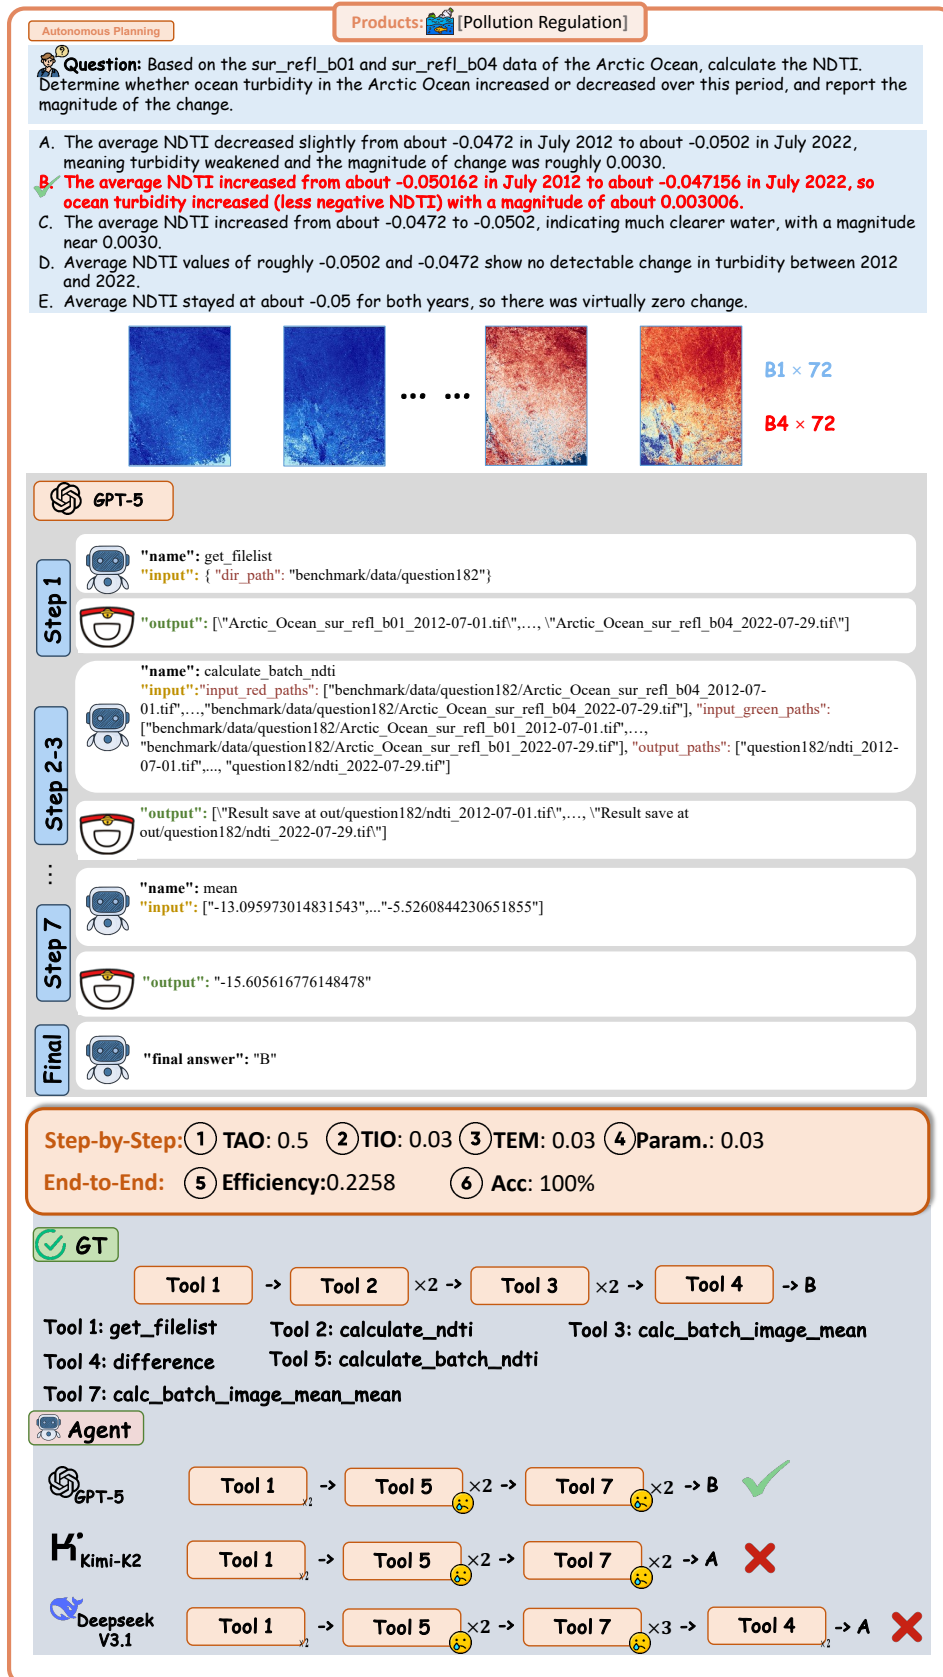 Products: [Pollution Regulation]
Autonomous Planning
Question: Based on the sur_refl_b01 and sur_refl_b04 data of the Arctic Ocean, calculate the NDTI.
Determine whether ocean turbidity in the Arctic Ocean increased or decreased over this period, and report the
magnitude of the change.
A. The average NDTI decreased slightly from about -0.0472 in July 2012 to about -0.0502 in July 2022,
meaning turbidity weakened and the magnitude of change was roughly 0.0030.
B. The average NDTI increased from about -0.050162 in July 2012 to about -0.047156 in July 2022, so
ocean turbidity increased (less negative NDTI) with a magnitude of about 0.003006.
C. The average NDTI increased from about -0.0472 to -0.0502, indicating much clearer water, with a magnitude
near 0.0030.
D. Average NDTI values of roughly -0.0502 and -0.0472 show no detectable change in turbidity between 2012
and 2022.
E. Average NDTI stayed at about -0.05 for both years, so there was virtually zero change.
... ...
B1 × 72
B4 × 72
GPT-5
Step 1
"name": get_filelist
"input": { "dir_path": "benchmark/data/question182"}
"output": [\"Arctic_Ocean_sur_refl_b01_2012-07-01.tif\",…, \"Arctic_Ocean_sur_refl_b04_2022-07-29.tif\"]
Step 2-3
"name": calculate_batch_ndti
"input":"input_red_paths": ["benchmark/data/question182/Arctic_Ocean_sur_refl_b04_2012-07-
01.tif",…,"benchmark/data/question182/Arctic_Ocean_sur_refl_b04_2022-07-29.tif"], "input_green_paths":
["benchmark/data/question182/Arctic_Ocean_sur_refl_b01_2012-07-01.tif",…,
"benchmark/data/question182/Arctic_Ocean_sur_refl_b01_2022-07-29.tif"], "output_paths": ["question182/ndti_2012-
07-01.tif",..., "question182/ndti_2022-07-29.tif"]
"output": [\"Result save at out/question182/ndti_2012-07-01.tif\",…, \"Result save at
out/question182/ndti_2022-07-29.tif\"]
⋮
Step 7
"name": mean
"input": ["-13.095973014831543",..."-5.5260844230651855"]
"output": "-15.605616776148478"
Final
"final answer": "B"
Step-by-Step: 1 TAO: 0.5 2 TIO: 0.03 3 TEM: 0.03 4 Param.: 0.03
End-to-End: 5 Efficiency:0.2258 6 Acc: 100%
GT
Tool 1 -> Tool 2 ×2 -> Tool 3 ×2 -> Tool 4 -> B
Tool 1: get_filelist Tool 2: calculate_ndti Tool 3: calc_batch_image_mean
Tool 4: difference Tool 5: calculate_batch_ndti
Tool 7: calc_batch_image_mean_mean
Agent
GPT-5 Tool 1 ×2 -> Tool 5 ×2 -> Tool 7 ×2 -> B
Kimi-K2 Tool 1 ×2 -> Tool 5 ×2 -> Tool 7 ×2 -> A
Deepseek V3.1 Tool 1 ×2 -> Tool 5 ×2 -> Tool 7 ×3 -> Tool 4 ×2 -> A